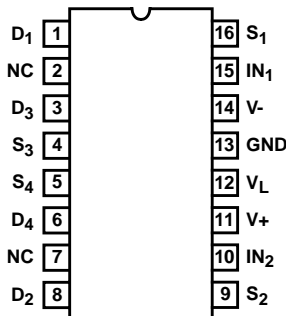 D1 1 16 S1
NC 2 15 IN1
D3 3 14 V-
S3 4 13 GND
S4 5 12 VL
D4 6 11 V+
NC 7 10 IN2
D2 8 9 S2